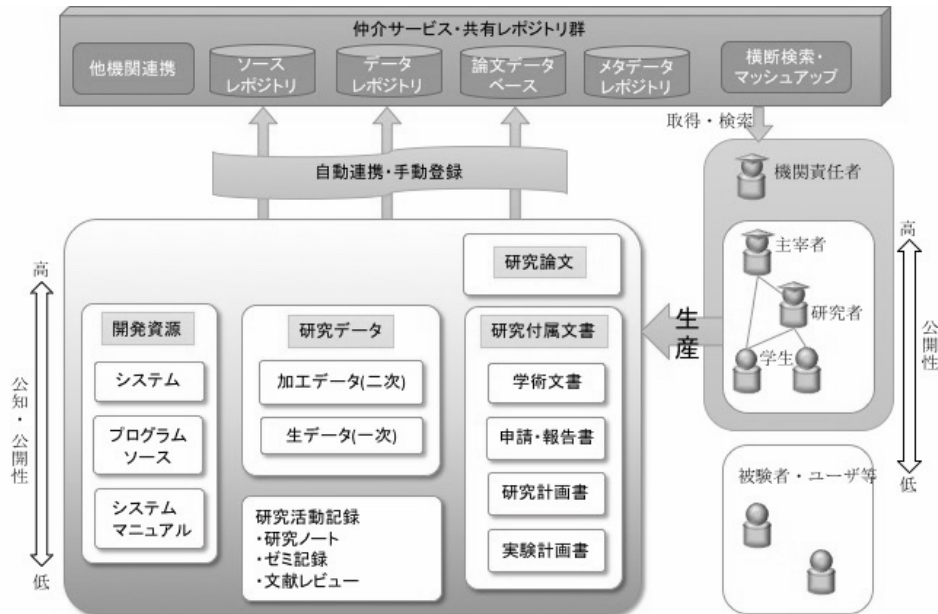 仲介サービス・共有レポジトリ群
他機関連携
ソース
レポジトリ
データ
レポジトリ
論文データ
ベース
メタデータ
レポジトリ
横断検索・
マッシュアップ
取得・検索
自動連携・手動登録
機関責任者
主宰者
研究者
学生
高
公開性
低
被験者・ユーザ等
生産
高
公知・公開性
低
研究論文
開発資源
システム
プログラム
ソース
システム
マニュアル
研究データ
加工データ(二次)
生データ(一次)
研究活動記録
・研究ノート
・ゼミ記録
・文献レビュー
研究付属文書
学術文書
申請・報告書
研究計画書
実験計画書